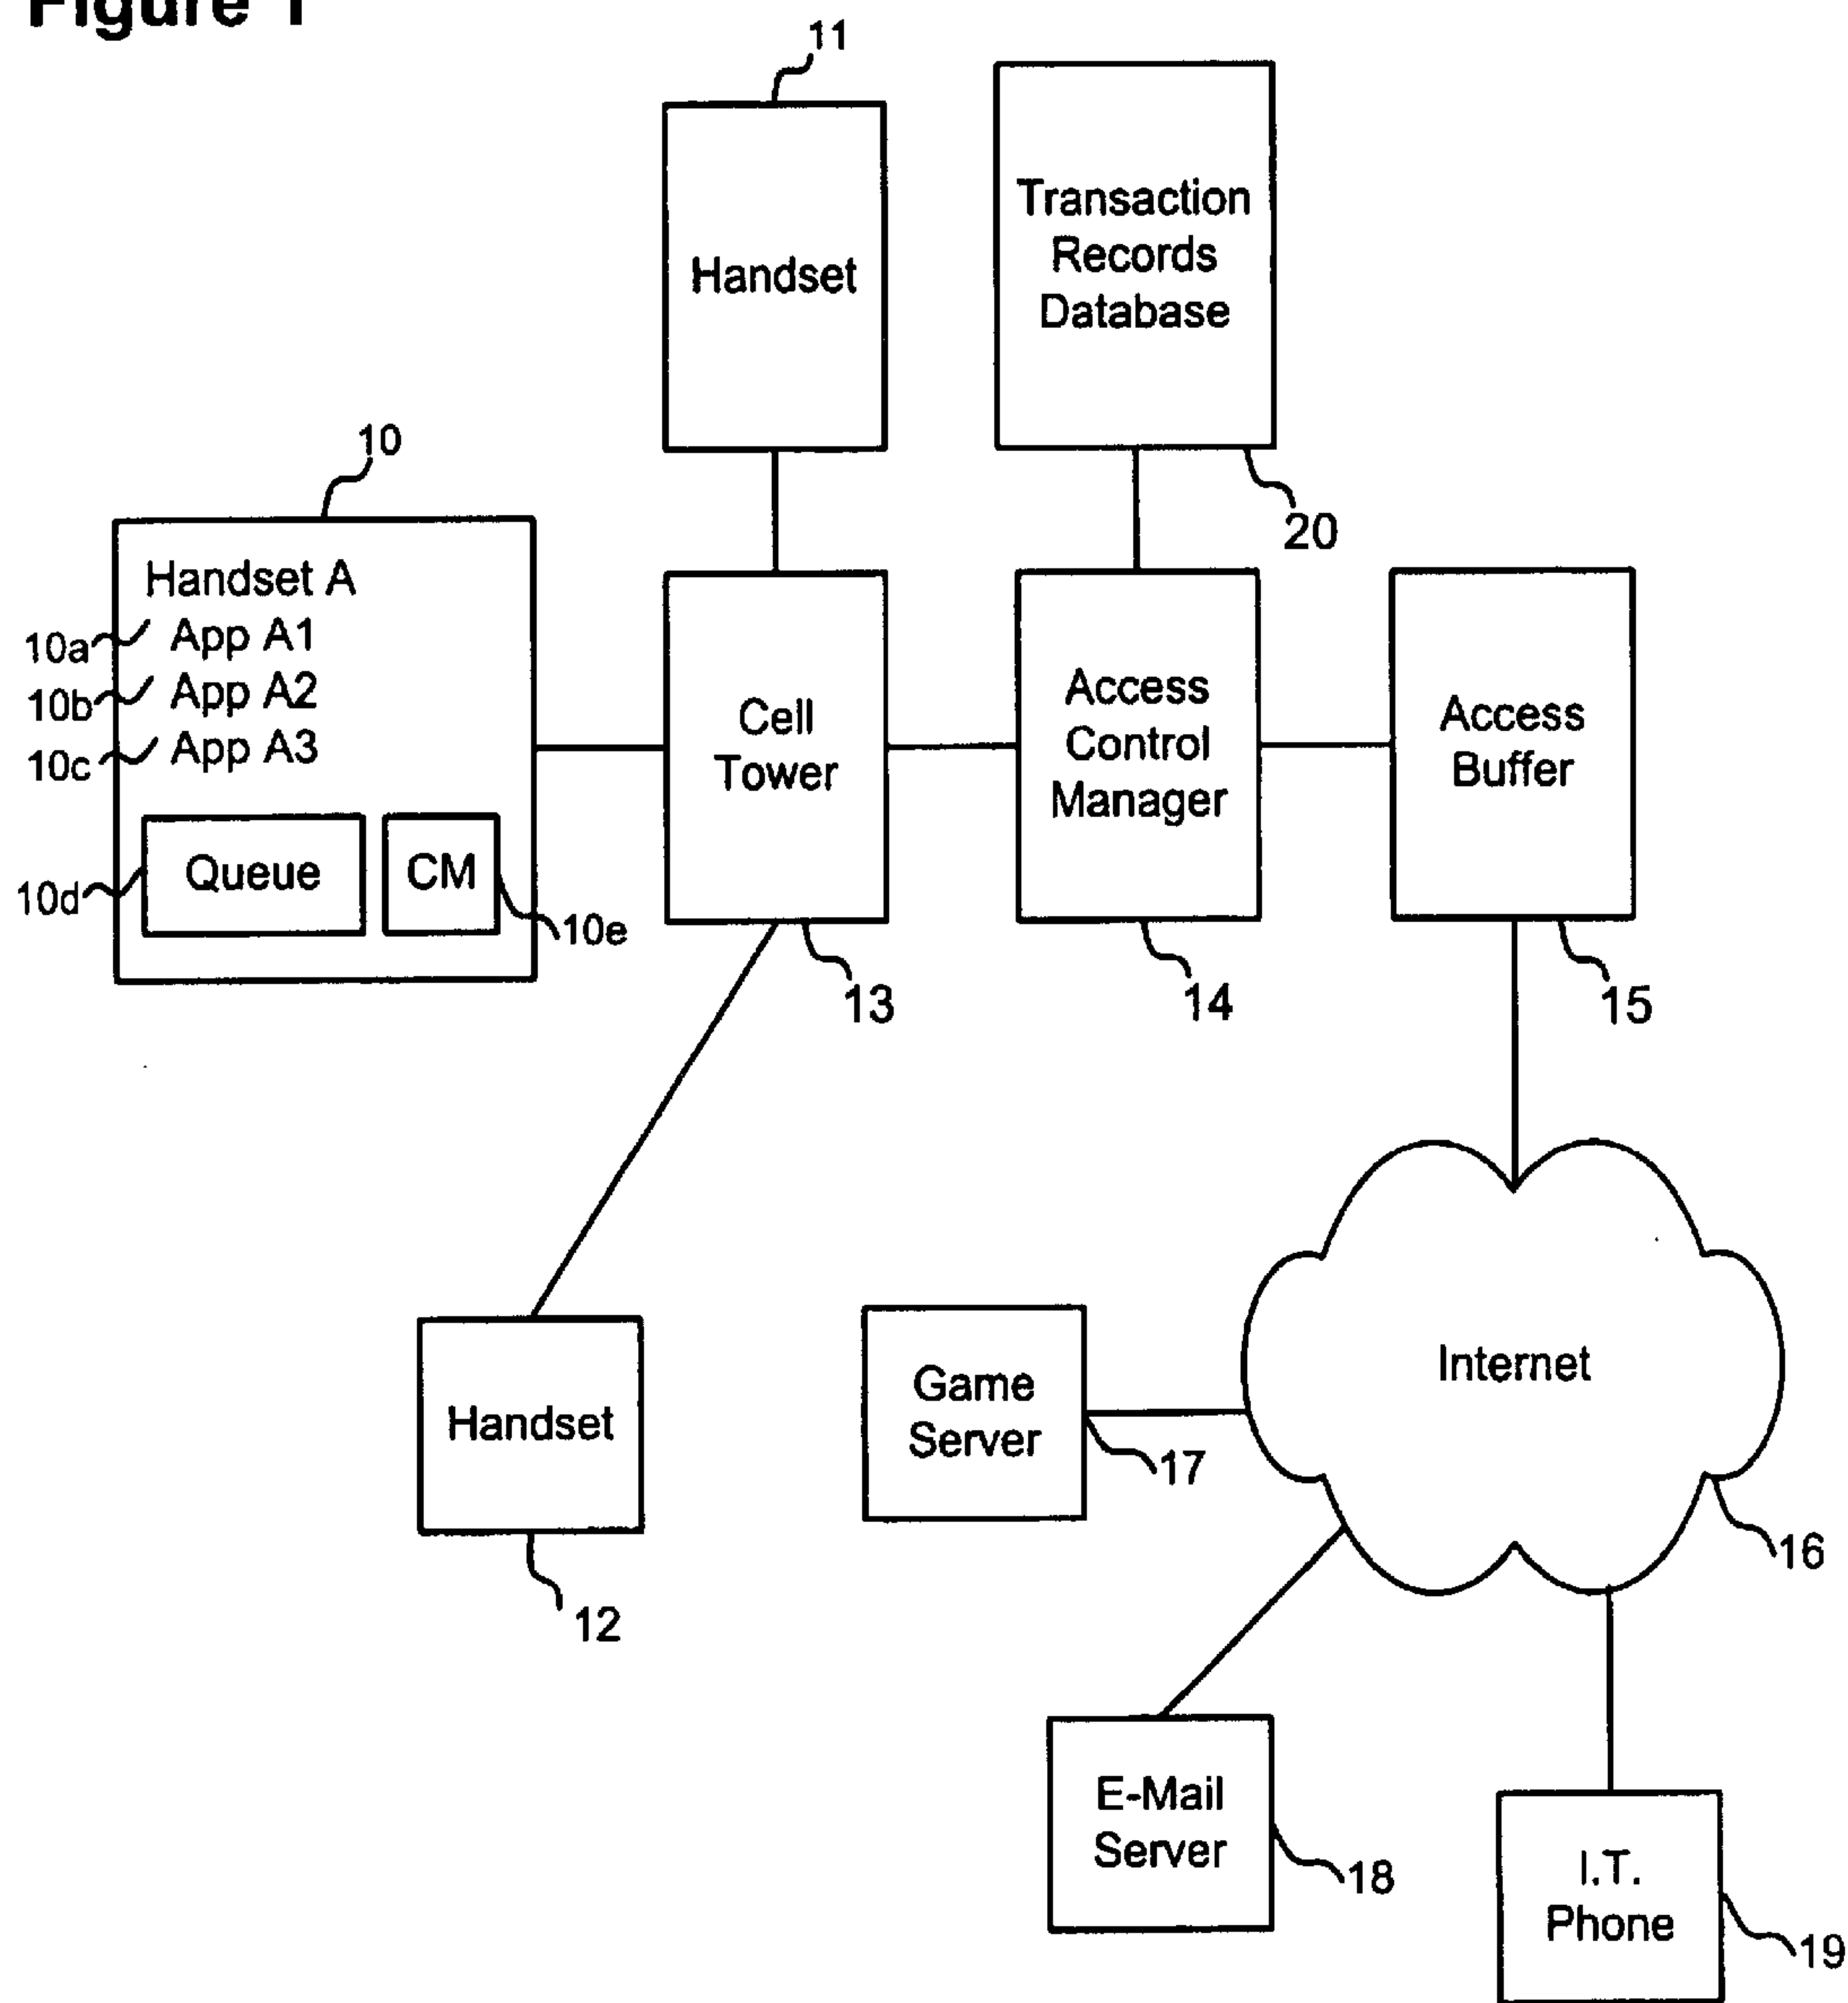 Figure 1
11
Handset
Transaction
Records
Database
20
10
Handset A
10a
App A1
10b
App A2
10c
App A3
10d
Queue
CM
10e
Cell
Tower
13
Access
Control
Manager
14
Access
Buffer
15
Handset
12
Game
Server
17
Internet
16
E-Mail
Server
18
I.T.
Phone
19